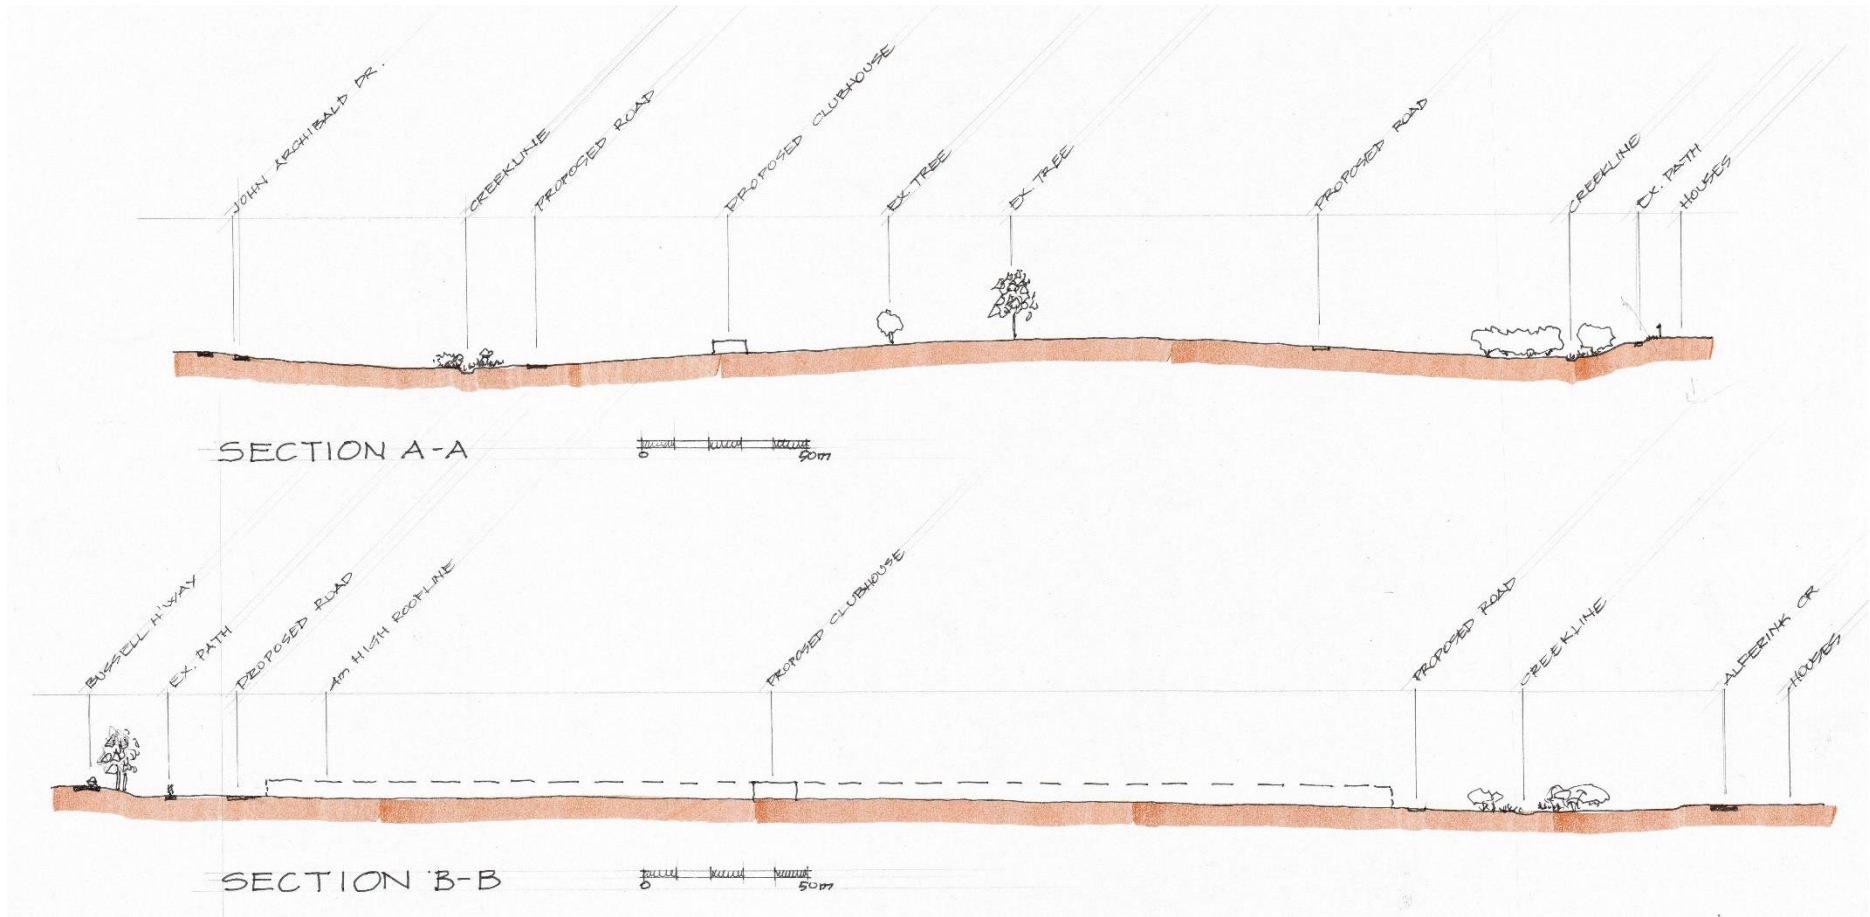 JOHN ARCHIBALD DR.
CREEKLINE
PROPOSED ROAD
PROPOSED CLUBHOUSE
EX. TREE
EX. TREE
PROPOSED ROAD
CREEKLINE
EX. PATH
HOUSES
SECTION A-A
0 50m
BUSSELL H'WAY
EX. PATH
PROPOSED ROAD
4m HIGH ROOFLINE
PROPOSED CLUBHOUSE
PROPOSED ROAD
CREEKLINE
ALFERINK CR
HOUSES
SECTION B-B
0 50m